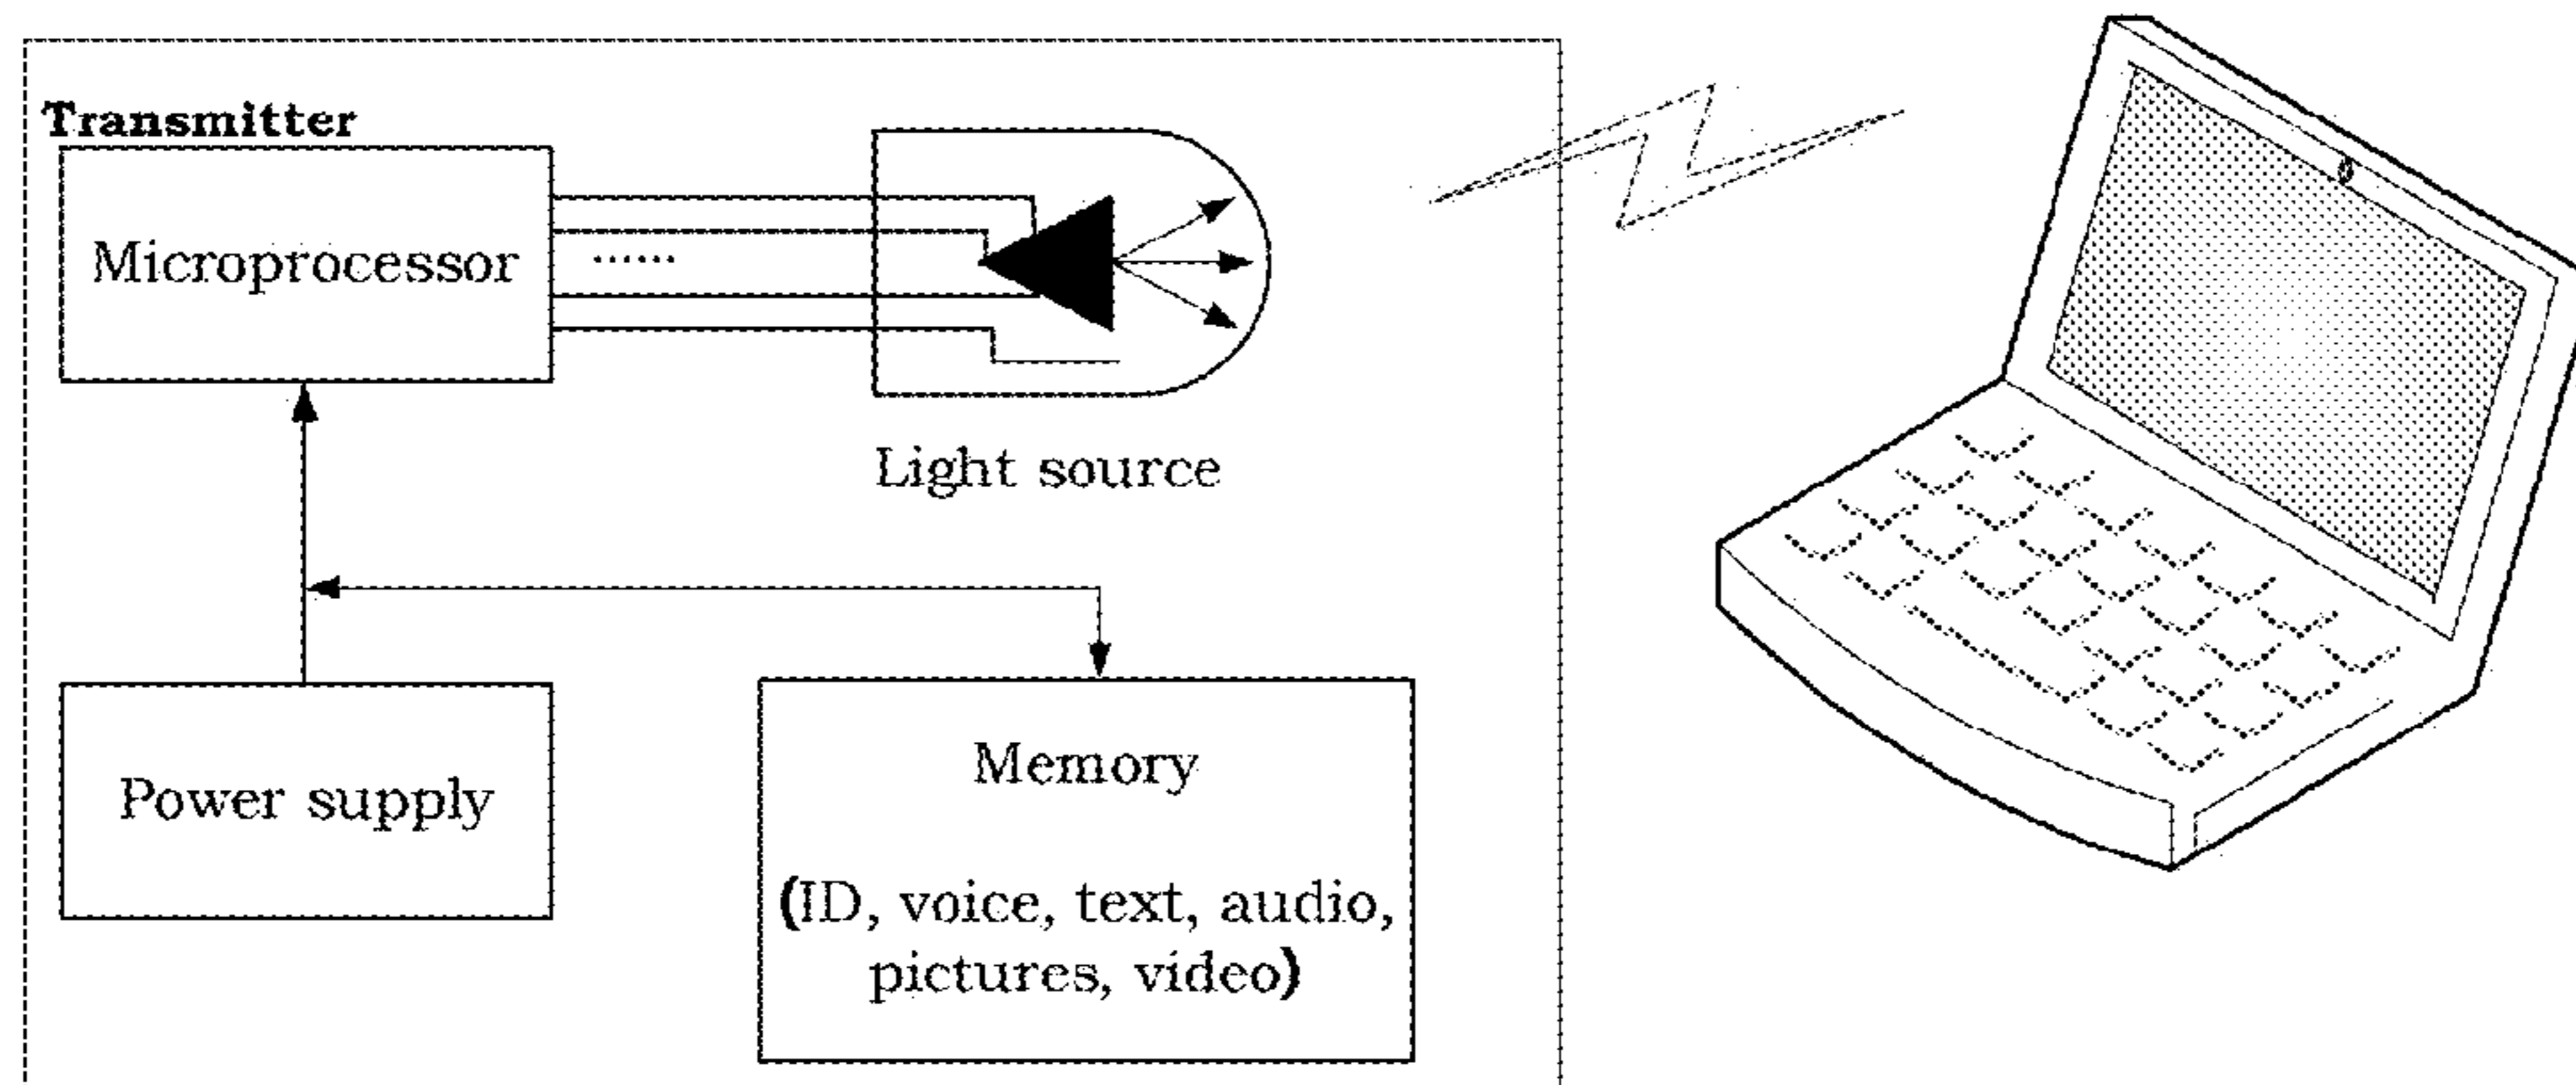 Transmitter
Microprocessor
......
Light source
Power supply
Memory
(ID, voice, text, audio,
pictures, video)